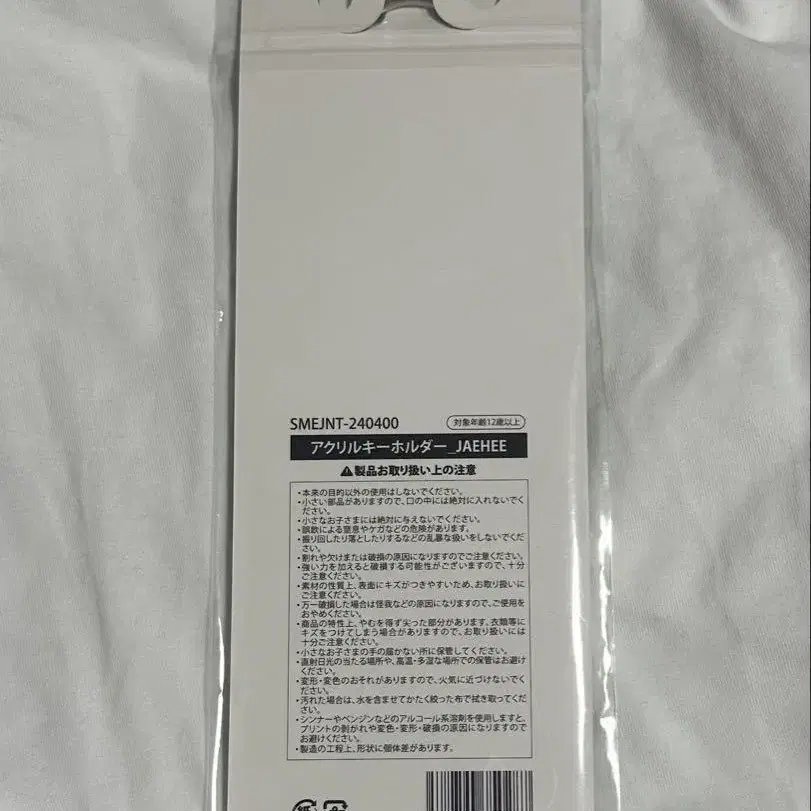 SMEJNT-240400
対象年齢12歳以上
アクリルキーホルダー_JAEHEE
⚠製品お取り扱い上の注意
・本来の目的以外の使用はしないでください。
・小さい部品がありますので、口の中には絶対に入れないでく
ださい。
・小さなお子さまには絶対に与えないでください。
・誤飲による窒息やケガなどの危険があります。
・振り回したり落としたりするなどの乱暴な扱いをしないでくだ
さい。
・割れや欠けまたは破損の原因になりますのでご注意ください。
・強い力を加えると破損する可能性がございますので、十分
ご注意ください。
・素材の性質上、表面にキズがつきやすいため、お取り扱いに
ご注意ください。
・万一破損した場合は怪我などの原因になりますので、ご使用を
おやめください。
・商品の特性上、やむを得ず尖った部分があります、衣類等に
キズをつけてしまう場合がありますので、お取り扱いには
十分ご注意ください。
・小さなお子さまの手の届かない所に保管してください。
・直射日光の当たる場所や、高温・多湿な場所での保管はお避け
ください。
・変形・変色のおそれがありますので、火気に近づけないでくだ
さい。
・汚れた場合は、水を含ませてかたく絞った布で拭き取ってくだ
さい。
・シンナーやベンジンなどのアルコール系溶剤を使用しますと、
プリントの剥がれや変色・変形・破損の原因になりますので
お避けください。
・製造の工程上、形状に個体差があります。